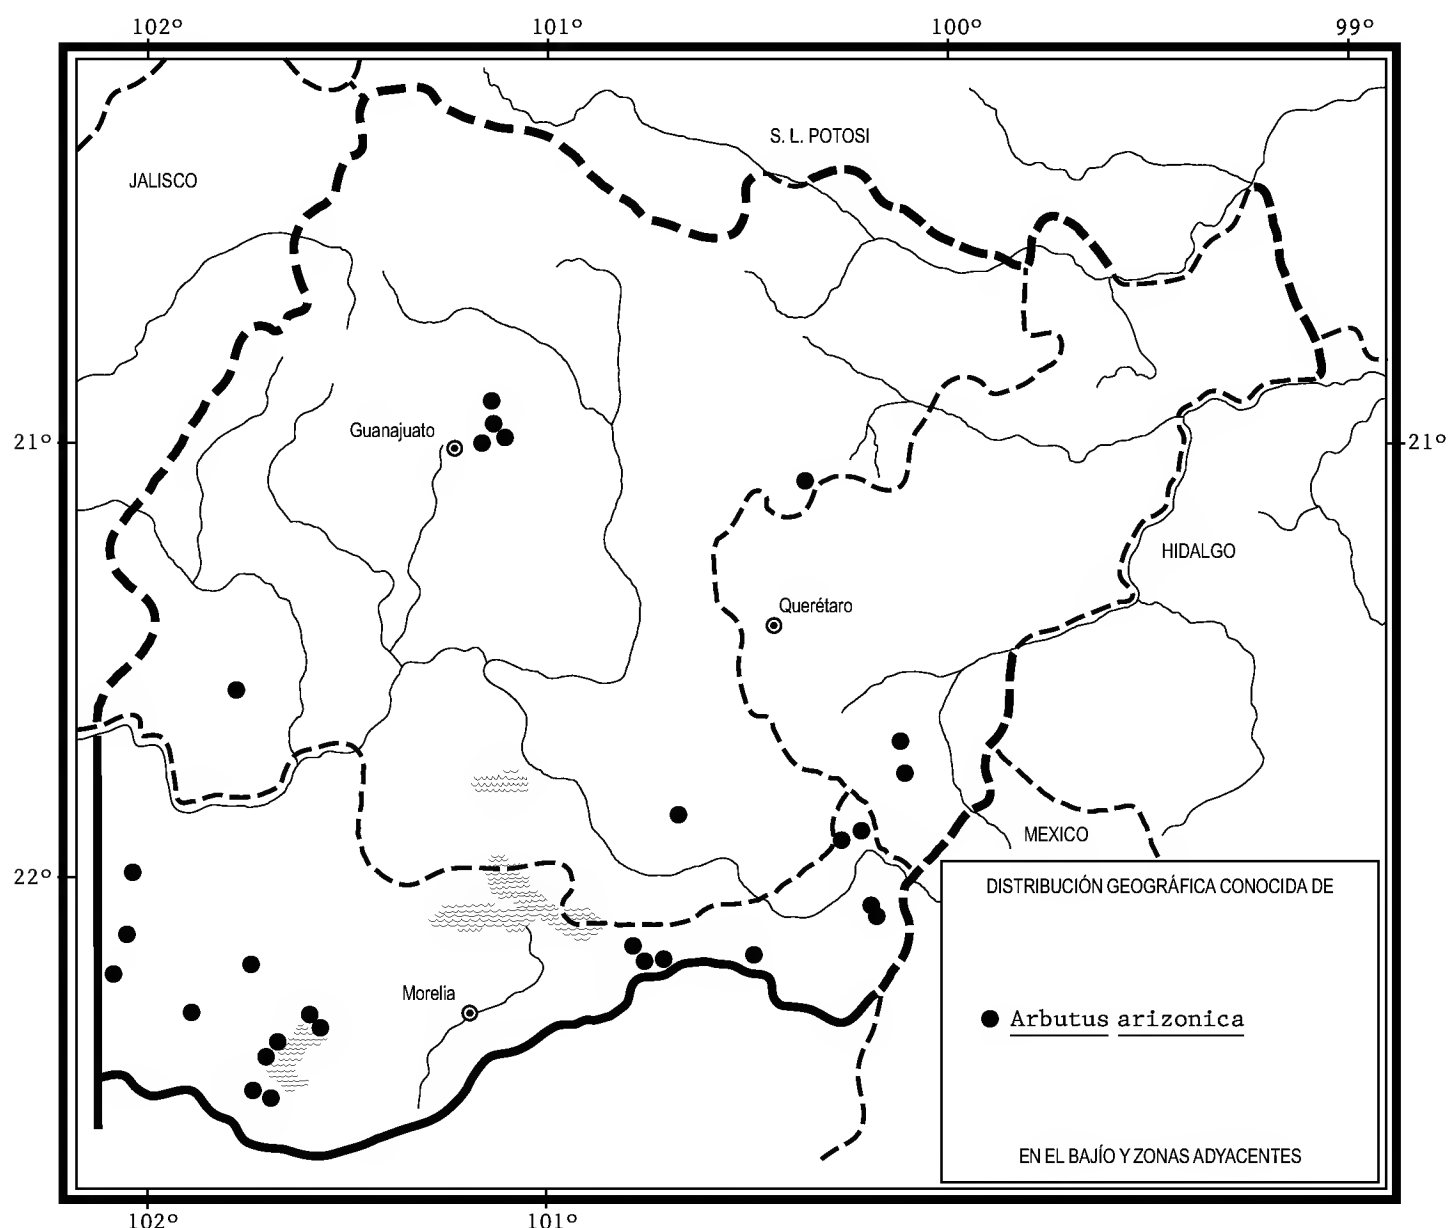 102° 101° 100° 99°
S. L. POTOSI
JALISCO
Guanajuato
21° 21°
HIDALGO
Querétaro
MEXICO
22°
DISTRIBUCIÓN GEOGRÁFICA CONOCIDA DE
Morelia
Arbutus arizonica
EN EL BAJÍO Y ZONAS ADYACENTES
102° 101°